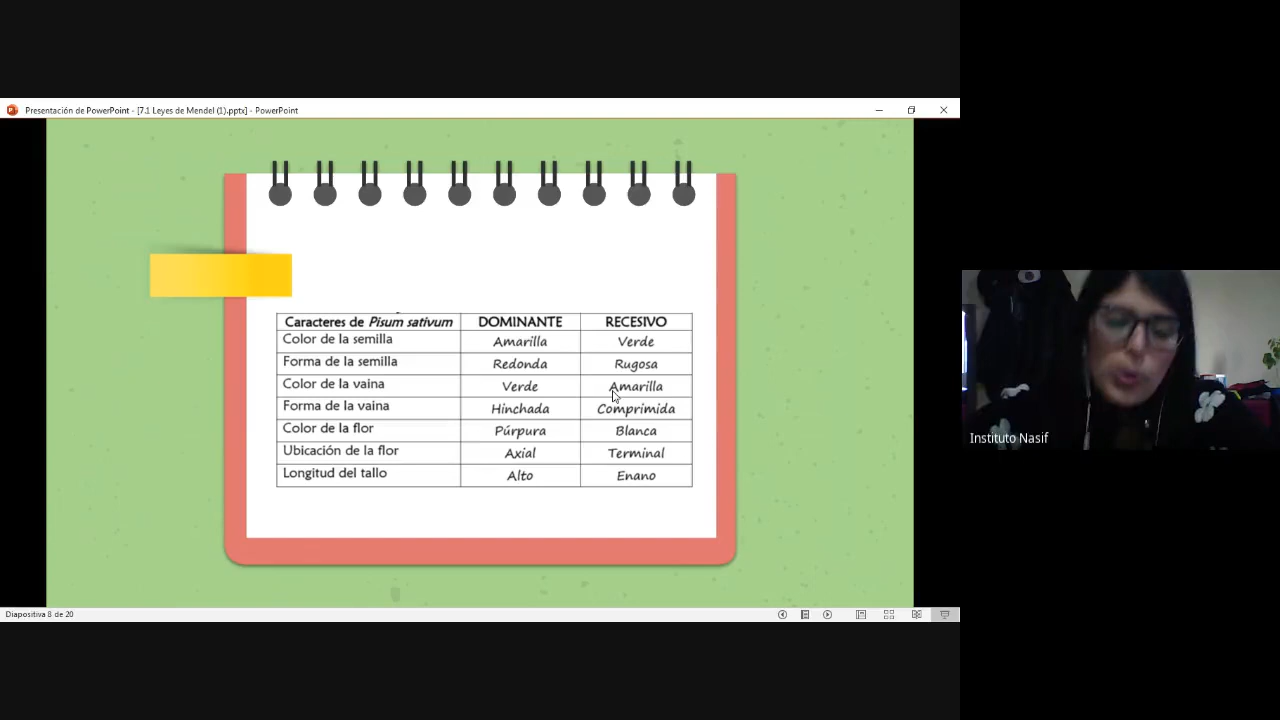 Presentación de PowerPoint - [7.1 Leyes de Mendel (1).pptx] - PowerPoint
Caracteres de Pisum sativum DOMINANTE RECESIVO
Color de la semilla Amarilla Verde
Forma de la semilla Redonda Rugosa
Color de la vaina Verde Amarilla
Forma de la vaina Hinchada Comprimida
Color de la flor Púrpura Blanca
Ubicación de la flor Axial Terminal
Longitud del tallo Alto Enano
Instituto Nasif
Diapositiva 8 de 20